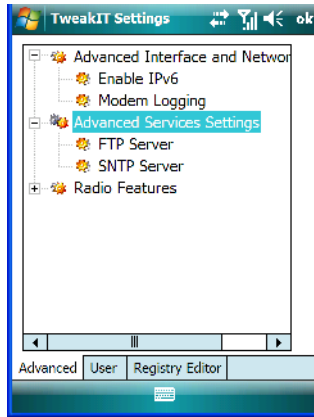 TweakIT Settings ok
Advanced Interface and Networ
Enable IPv6
Modem Logging
Advanced Services Settings
FTP Server
SNTP Server
Radio Features
Advanced User Registry Editor